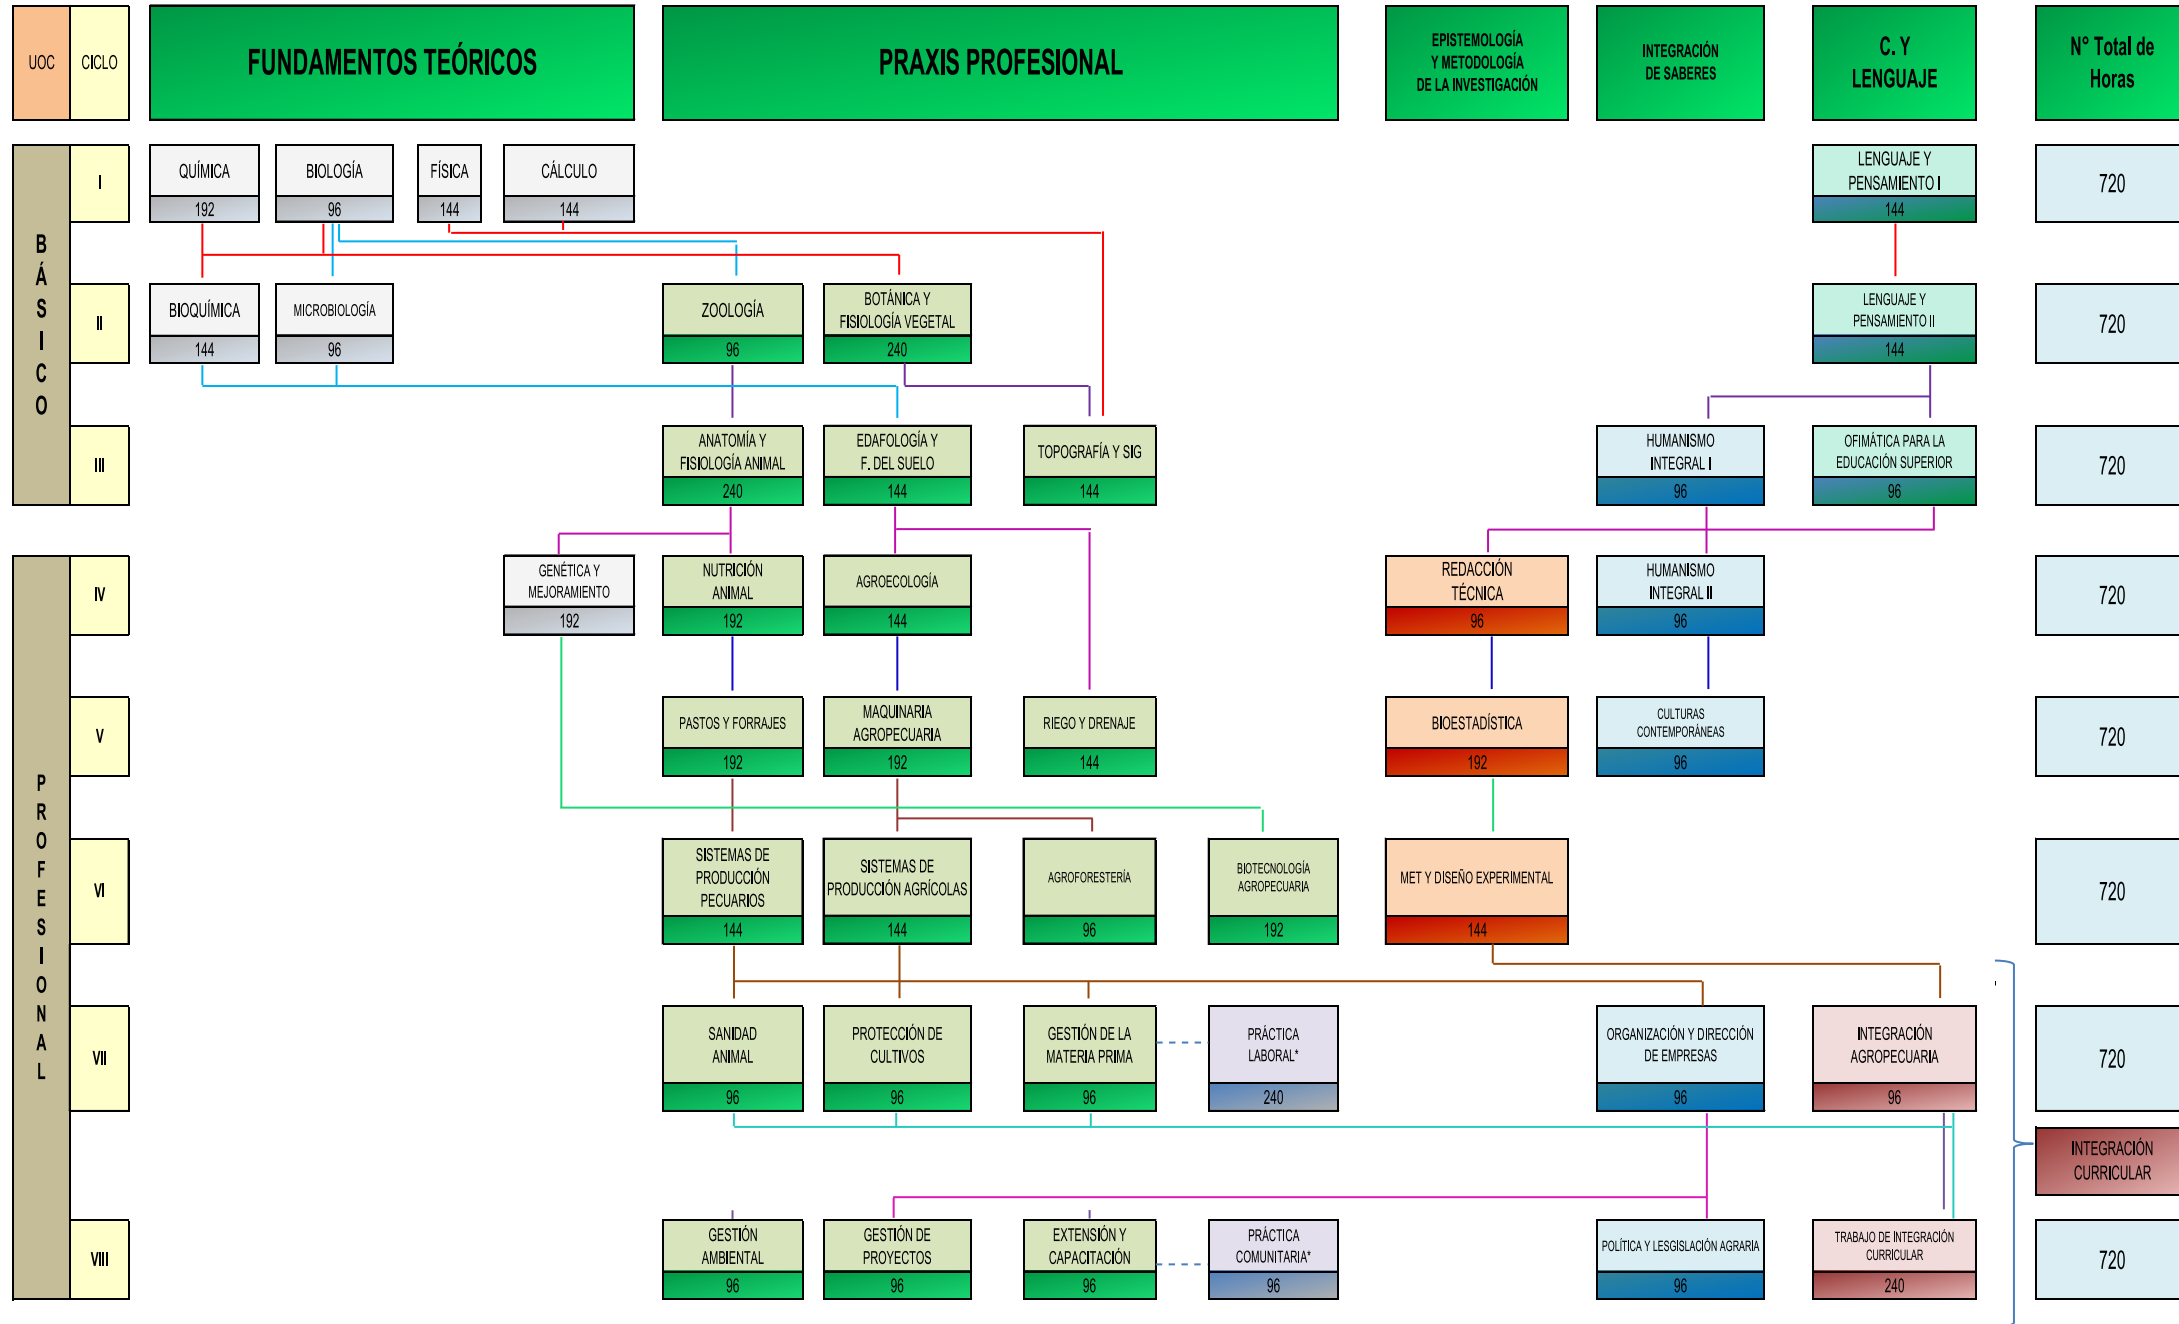 UOC
CICLO
FUNDAMENTOS TEÓRICOS
PRAXIS PROFESIONAL
EPISTEMOLOGÍA
Y METODOLOGÍA
DE LA INVESTIGACIÓN
INTEGRACIÓN
DE SABERES
C. Y
LENGUAJE
N° Total de
Horas
BÁSICO
I
QUÍMICA
192
BIOLOGÍA
96
FÍSICA
144
CÁLCULO
144
LENGUAJE Y
PENSAMIENTO I
144
720
II
BIOQUÍMICA
144
MICROBIOLOGÍA
96
ZOOLOGÍA
96
BOTÁNICA Y
FISIOLOGÍA VEGETAL
240
LENGUAJE Y
PENSAMIENTO II
144
720
III
ANATOMÍA Y
FISIOLOGÍA ANIMAL
240
EDAFOLOGÍA Y
F. DEL SUELO
144
TOPOGRAFÍA Y SIG
144
HUMANISMO
INTEGRAL I
96
OFIMÁTICA PARA LA
EDUCACIÓN SUPERIOR
96
720
PROFESIONAL
IV
GENÉTICA Y
MEJORAMIENTO
192
NUTRICIÓN
ANIMAL
192
AGROECOLOGÍA
144
REDACCIÓN
TÉCNICA
96
HUMANISMO
INTEGRAL II
96
720
V
PASTOS Y FORRAJES
192
MAQUINARIA
AGROPECUARIA
192
RIEGO Y DRENAJE
144
BIOESTADÍSTICA
192
CULTURAS
CONTEMPORÁNEAS
96
720
VI
SISTEMAS DE
PRODUCCIÓN
PECUARIOS
144
SISTEMAS DE
PRODUCCIÓN AGRÍCOLAS
144
AGROFORESTERÍA
96
BIOTECNOLOGÍA
AGROPECUARIA
192
MET Y DISEÑO EXPERIMENTAL
144
720
VII
SANIDAD
ANIMAL
96
PROTECCIÓN DE
CULTIVOS
96
GESTIÓN DE LA
MATERIA PRIMA
96
PRÁCTICA
LABORAL*
240
ORGANIZACIÓN Y DIRECCIÓN
DE EMPRESAS
96
INTEGRACIÓN
AGROPECUARIA
96
720
INTEGRACIÓN
CURRICULAR
VIII
GESTIÓN
AMBIENTAL
96
GESTIÓN DE
PROYECTOS
96
EXTENSIÓN Y
CAPACITACIÓN
96
PRÁCTICA
COMUNITARIA*
96
POLÍTICA Y LESGISLACIÓN AGRARIA
96
TRABAJO DE INTEGRACIÓN
CURRICULAR
240
720